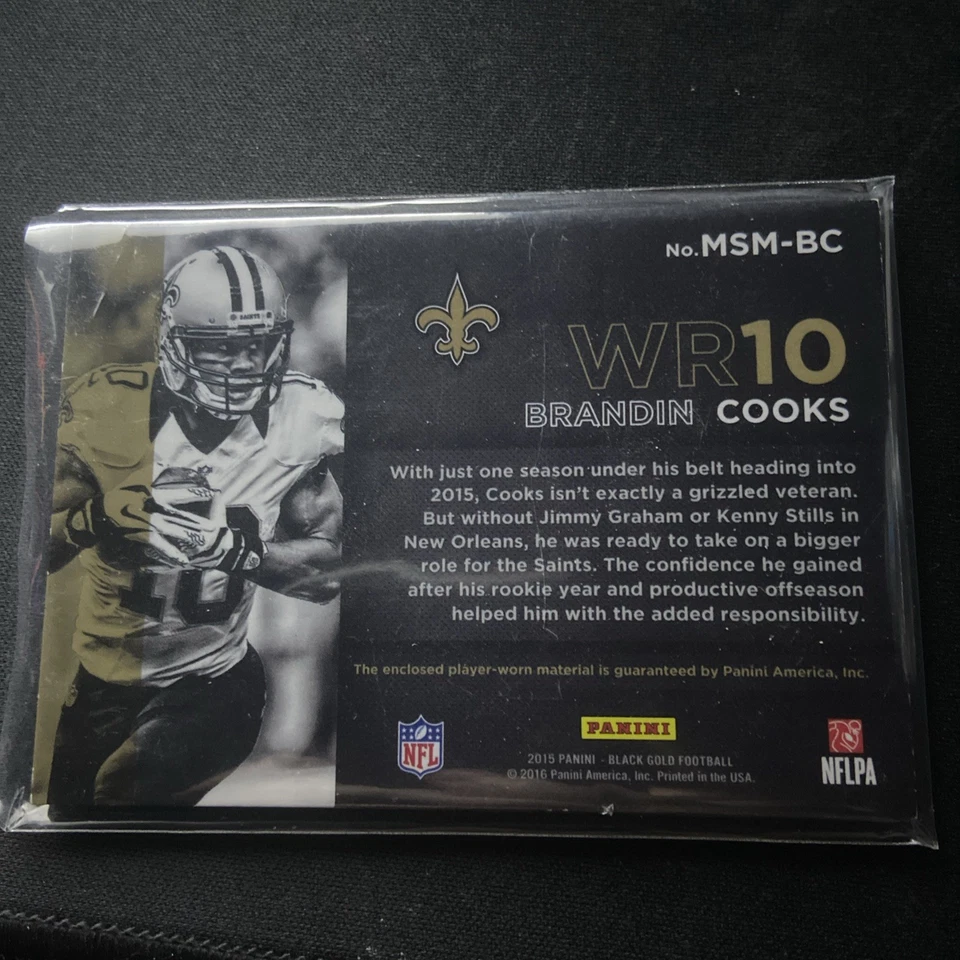 No. MSM-BC
WR10
BRANDIN COOKS
With just one season under his belt heading into
2015, Cooks isn't exactly a grizzled veteran.
But without Jimmy Graham or Kenny Stills in
New Orleans, he was ready to take on a bigger
role for the Saints. The confidence he gained
after his rookie year and productive offseason
helped him with the added responsibility.
The enclosed player-worn material is guaranteed by Panini America, Inc.
SAINTS
10
10
NFL
PANINI
2015 PANINI - BLACK GOLD FOOTBALL
© 2016 Panini America, Inc. Printed in the USA.
NFLPA